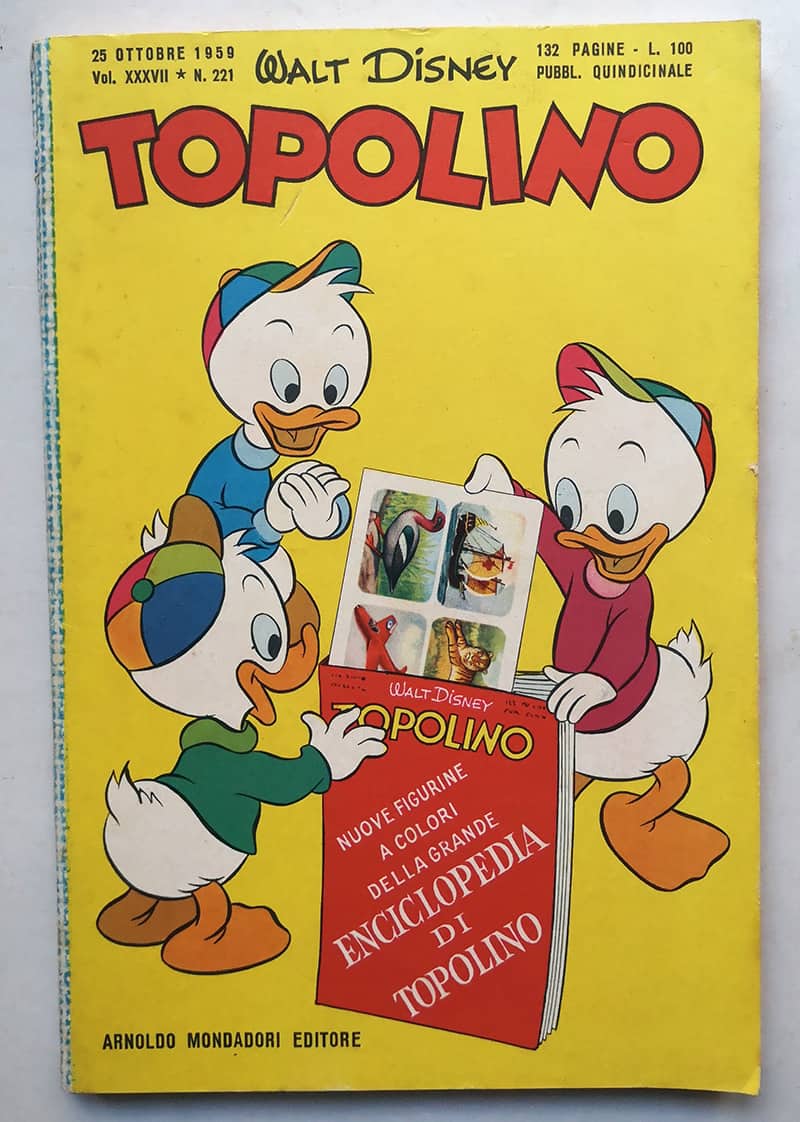 25 OTTOBRE 1959
Vol. XXXVII ★ N. 221
WALT DISNEY
132 PAGINE - L. 100
PUBBL. QUINDICINALE
TOPOLINO
WALT DISNEY
TOPOLINO
NUOVE FIGURINE
A COLORI
DELLA GRANDE
ENCICLOPEDIA
DI
TOPOLINO
ARNOLDO MONDADORI EDITORE